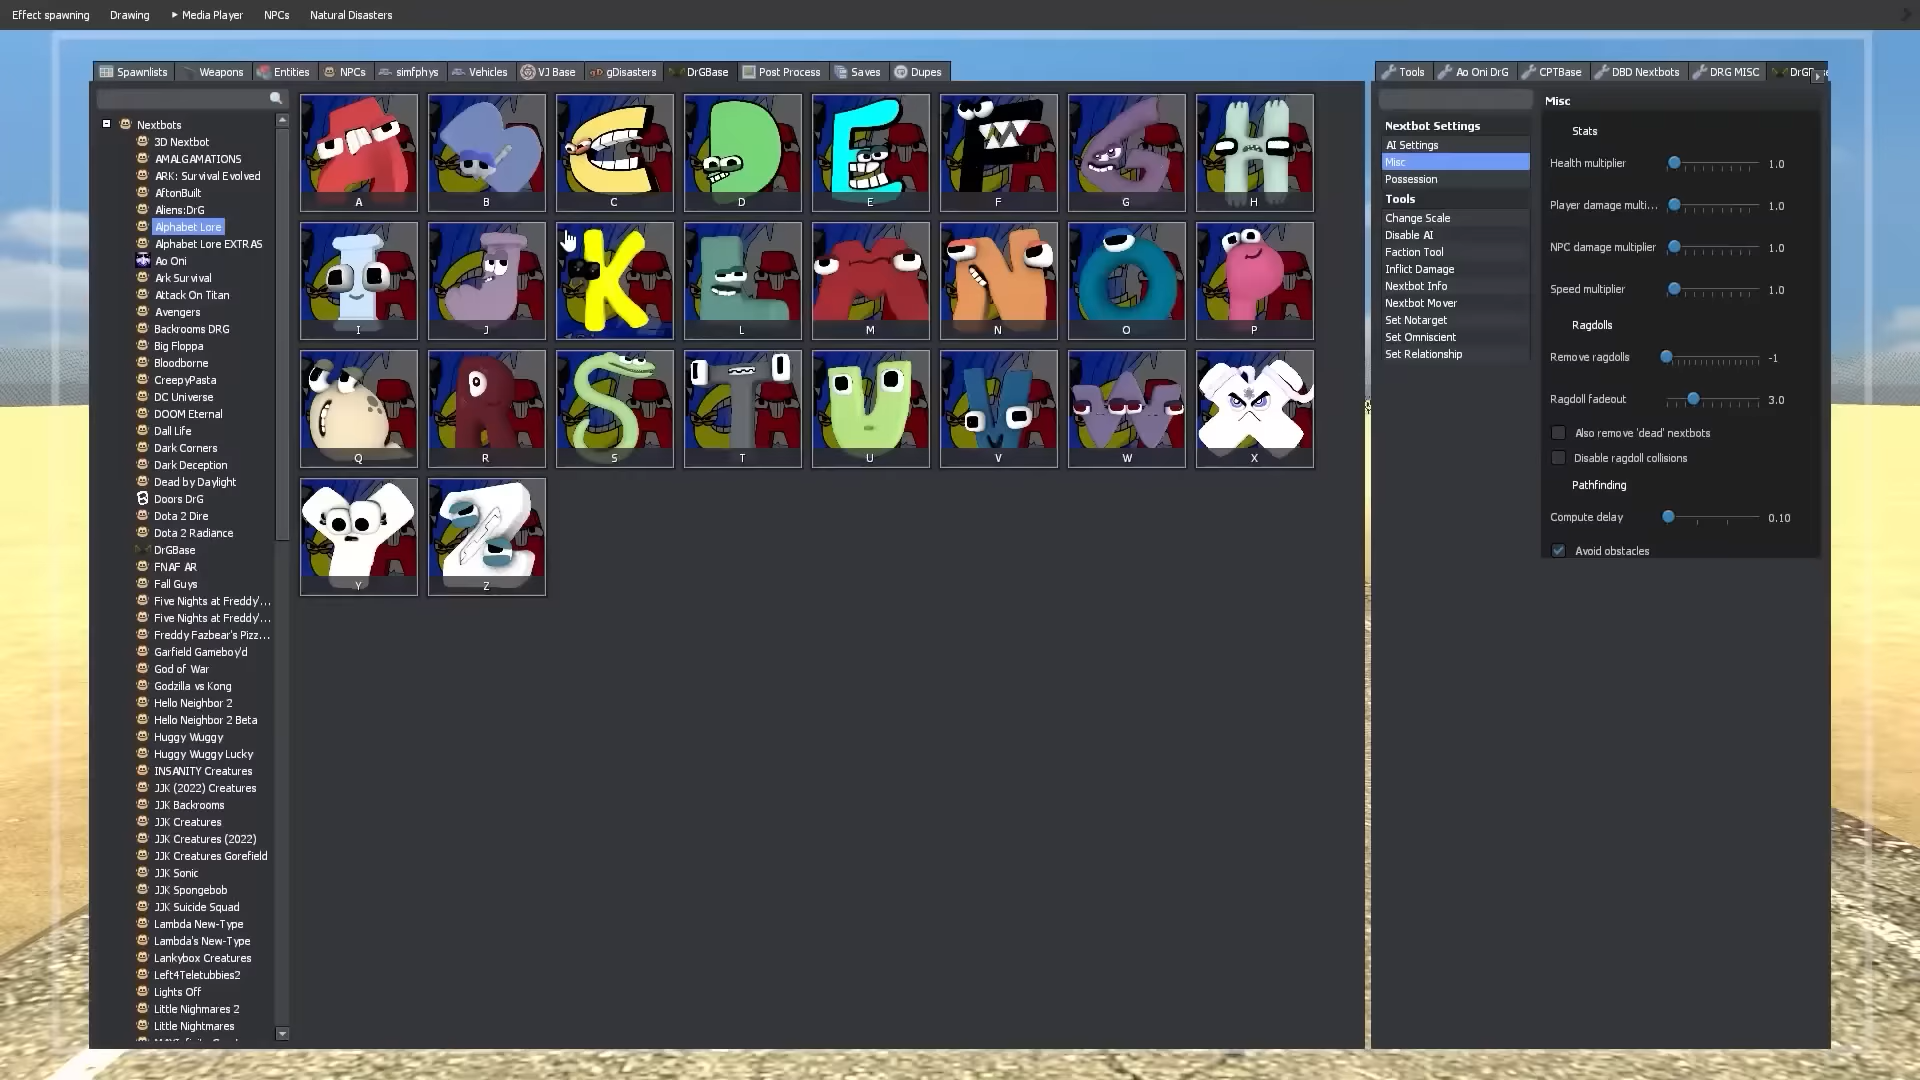 Effect spawning Drawing Media Player NPCs Natural Disasters
Spawnlists Weapons Entities NPCs simfphys Vehicles VJ Base gDisasters DrGBase Post Process Saves Dupes
Nextbots
3D Nextbot
AMALGAMATIONS
ARK: Survival Evolved
AftonBuilt
Aliens:DrG
Alphabet Lore
Alphabet Lore EXTRAS
Ao Oni
Ark Survival
Attack On Titan
Avengers
Backrooms DRG
Big Floppa
Bloodborne
CreepyPasta
DC Universe
DOOM Eternal
Dall Life
Dark Corners
Dark Deception
Dead by Daylight
Doors DrG
Dota 2 Dire
Dota 2 Radiance
DrGBase
FNAF AR
Fall Guys
Five Nights at Freddy'...
Five Nights at Freddy'...
Freddy Fazbear's Pizz...
Garfield Gameboy'd
God of War
Godzilla vs Kong
Hello Neighbor 2
Hello Neighbor 2 Beta
Huggy Wuggy
Huggy Wuggy Lucky
INSANITY Creatures
JJK (2022) Creatures
JJK Backrooms
JJK Creatures
JJK Creatures (2022)
JJK Creatures Gorefield
JJK Sonic
JJK Spongebob
JJK Suicide Squad
Lambda New-Type
Lambda's New-Type
Lankybox Creatures
Left4Teletubbies2
Lights Off
Little Nighmares 2
Little Nightmares
A B C D E F G H
I J K L M N O P
Q R S T U V W X
Y Z
Tools Ao Oni DrG CPTBase DBD Nextbots DRG MISC
Nextbot Settings
AI Settings
Misc
Possession
Tools
Change Scale
Disable AI
Faction Tool
Inflict Damage
Nextbot Info
Nextbot Mover
Set Notarget
Set Omniscient
Set Relationship
Misc
Stats
Health multiplier 1.0
Player damage multi... 1.0
NPC damage multiplier 1.0
Speed multiplier 1.0
Ragdolls
Remove ragdolls -1
Ragdoll fadeout 3.0
Also remove 'dead' nextbots
Disable ragdoll collisions
Pathfinding
Compute delay 0.10
Avoid obstacles